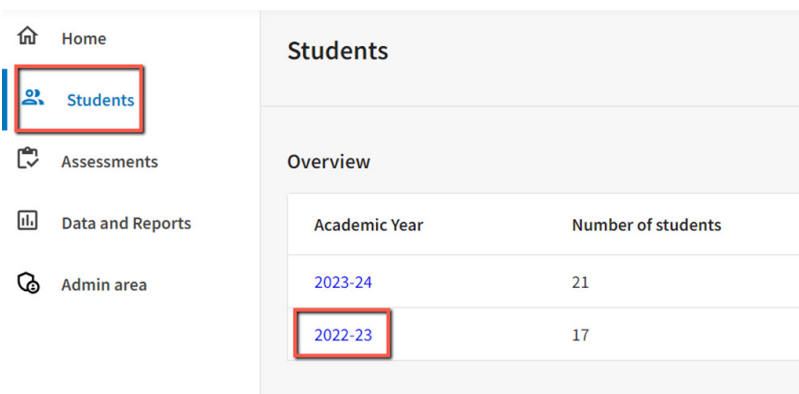 Home
Students
Assessments
Data and Reports
Admin area
Students
Overview
Academic Year Number of students
2023-24 21
2022-23 17